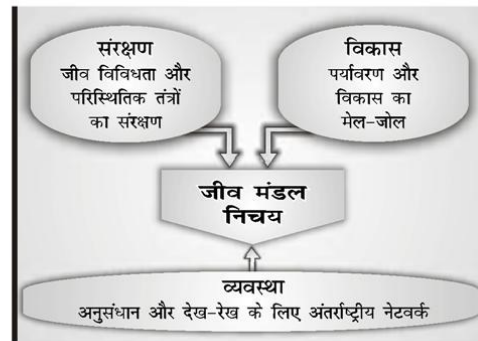 संरक्षण
जीव विविधता और
परिस्थितिक तंत्रों
का संरक्षण
विकास
पर्यावरण और
विकास का
मेल-जोल
जीव मंडल
निचय
व्यवस्था
अनुसंधान और देख-रेख के लिए अंतर्राष्ट्रीय नेटवर्क